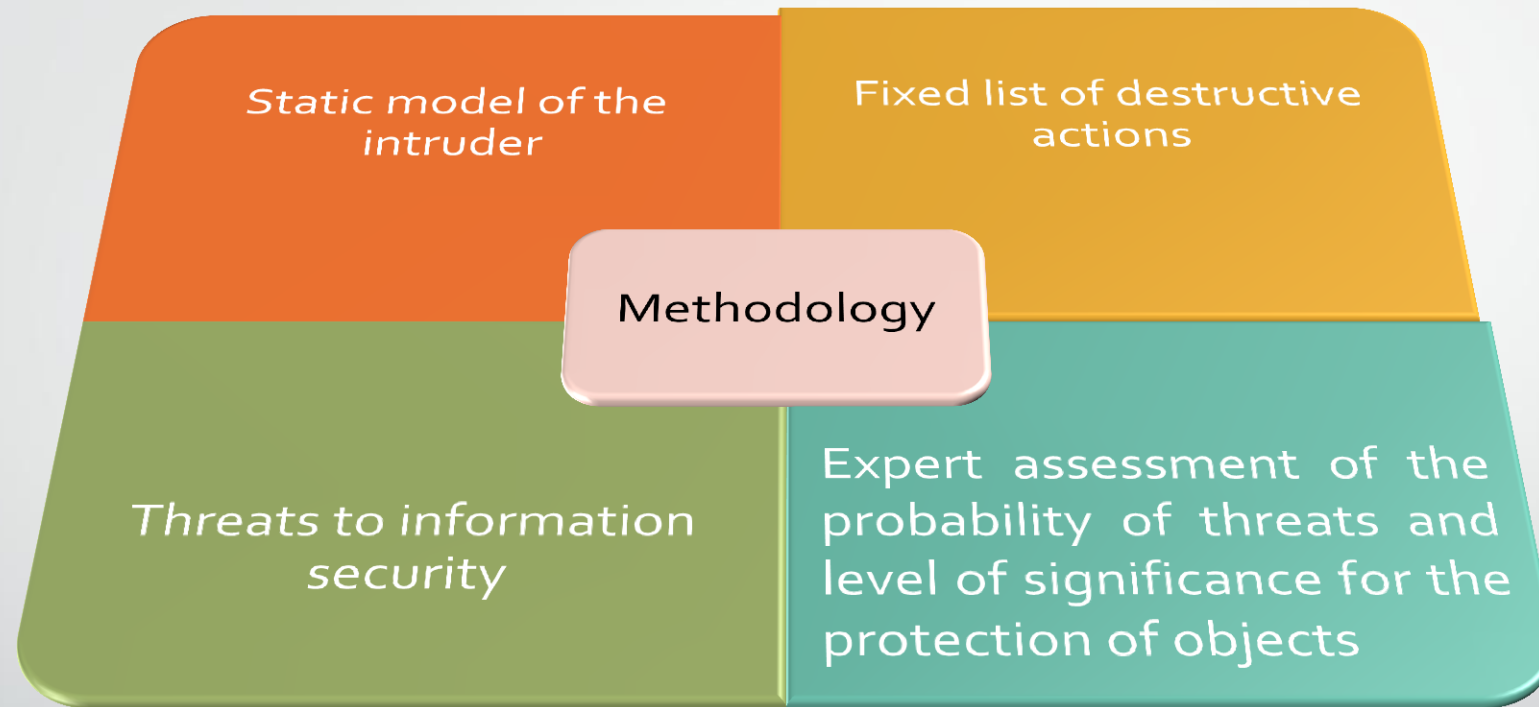 Static model of the
intruder
Fixed list of destructive
actions
Methodology
Threats to information
security
Expert assessment of the
probability of threats and
level of significance for the
protection of objects